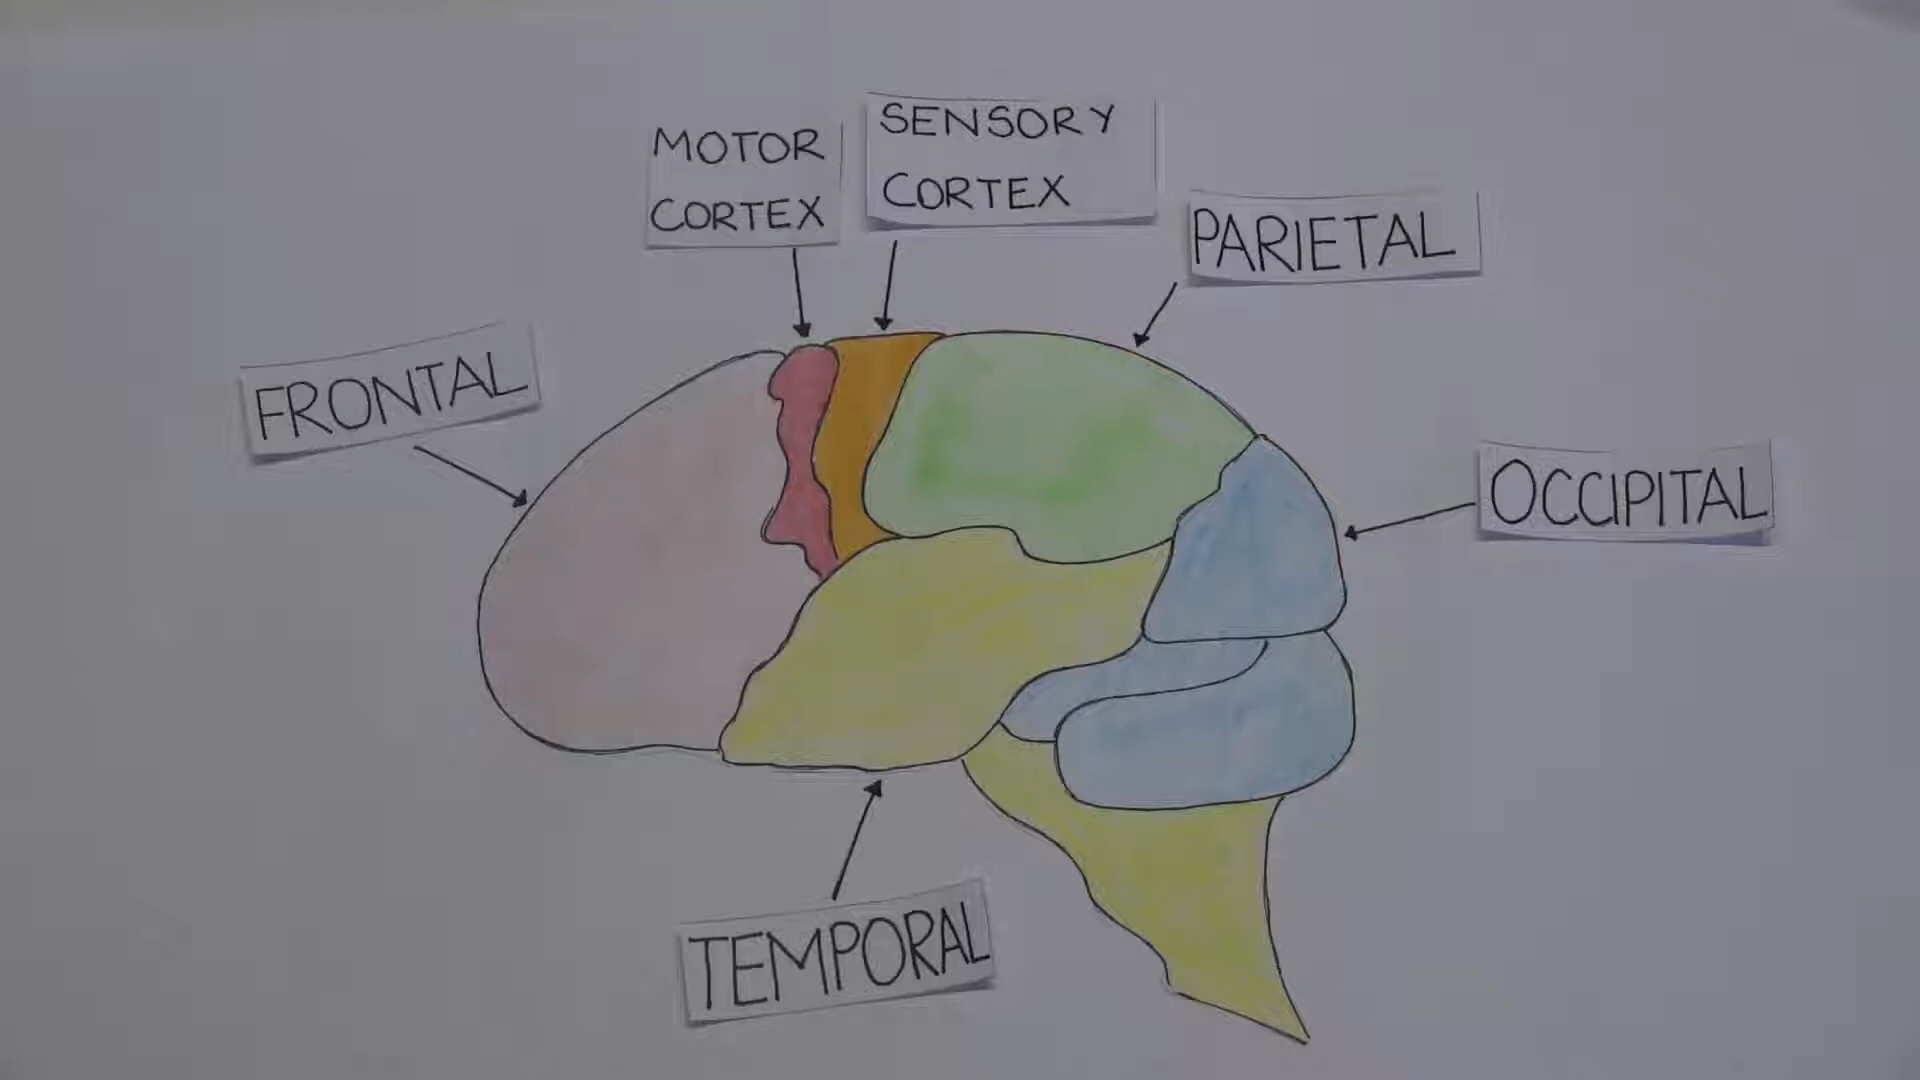 MOTOR
CORTEX
SENSORY
CORTEX
PARIETAL
FRONTAL
OCCIPITAL
TEMPORAL